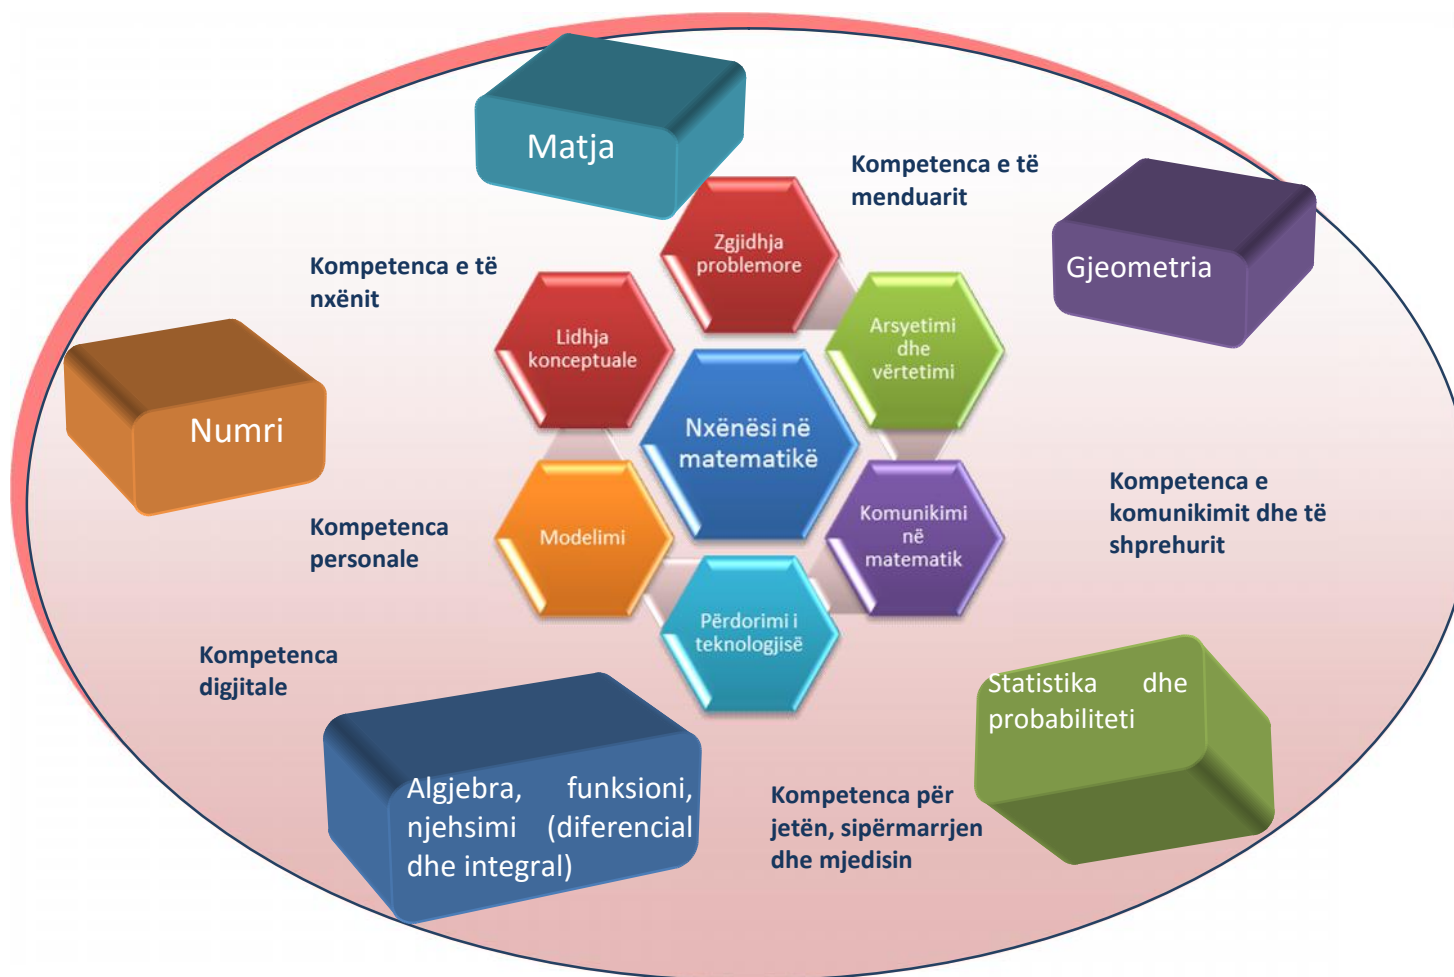 Matja
Kompetenca e të
menduarit
Gjeometria
Zgjidhja
problemore
Kompetenca e të
nxënit
Lidhja
konceptuale
Arsyetimi
dhe
vërtetimi
Numri
Nxënësi në
matematikë
Kompetenca
personale
Modelimi
Komunikimi
në
matematik
Kompetenca e
komunikimit dhe të
shprehurit
Përdorimi i
teknologjisë
Kompetenca
digjitale
Statistika dhe
probabiliteti
Algjebra, funksioni,
njehsimi (diferencial
dhe integral)
Kompetenca për
jetën, sipërmarrjen
dhe mjedisin